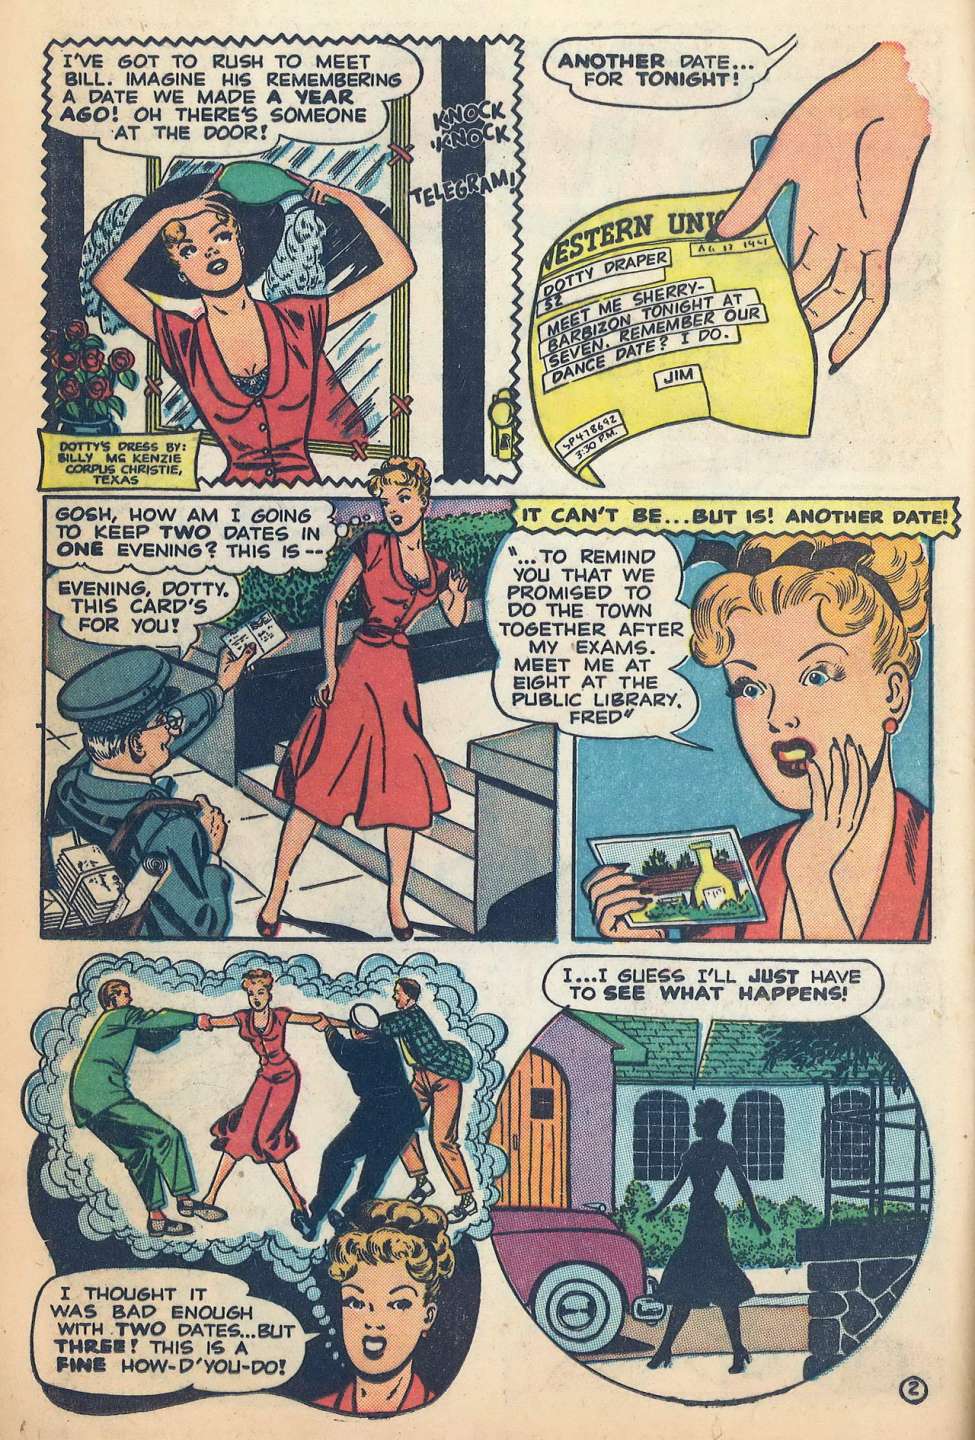 I'VE GOT TO RUSH TO MEET
BILL. IMAGINE HIS REMEMBERING
A DATE WE MADE A YEAR
AGO! OH THERE'S SOMEONE
AT THE DOOR!
KNOCK
KNOCK
TELEGRAM!
DOTTY'S DRESS BY:
BILLY MC KENZIE
CORPUS CHRISTIE,
TEXAS
ANOTHER DATE...
FOR TONIGHT!
WESTERN UNI
DOTTY DRAPER
52
MEET ME SHERRY-
BARBIZON TONIGHT AT
SEVEN. REMEMBER OUR
DANCE DATE? I DO.
JIM
SP478692
3:30 P.M.
GOSH, HOW AM I GOING
TO KEEP TWO DATES IN
ONE EVENING? THIS IS --
EVENING, DOTTY.
THIS CARD'S
FOR YOU!
IT CAN'T BE...BUT IS! ANOTHER DATE!
"...TO REMIND
YOU THAT WE
PROMISED TO
DO THE TOWN
TOGETHER AFTER
MY EXAMS.
MEET ME AT
EIGHT AT THE
PUBLIC LIBRARY.
FRED"
I THOUGHT IT
WAS BAD ENOUGH
WITH TWO DATES...BUT
THREE! THIS IS A
FINE HOW-D'YOU-DO!
I...I GUESS I'LL JUST HAVE
TO SEE WHAT HAPPENS!
2